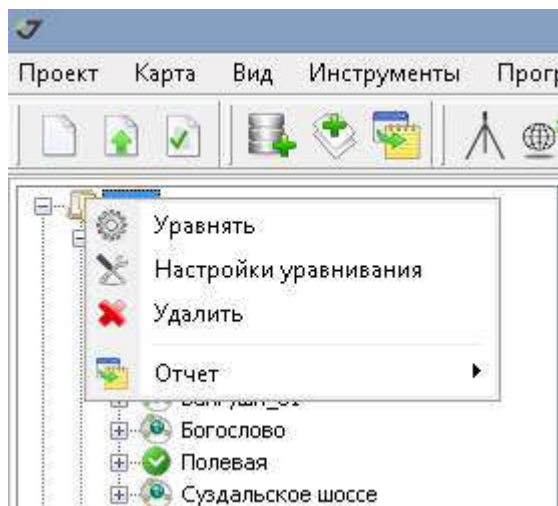 Проект Карта Вид Инструменты
Уравнять
Настройки уравнивания
Удалить
Отчет
Богослово
Полевая
Суздальское шоссе